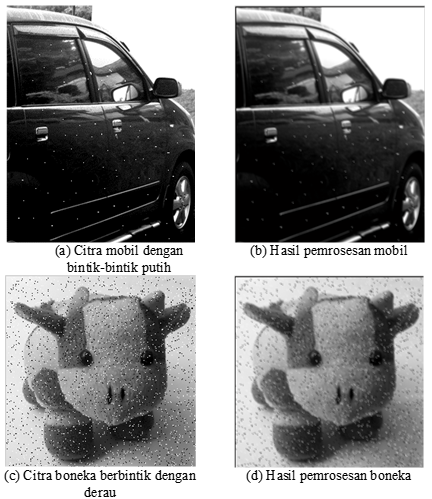 (a) Citra mobil dengan
bintik-bintik putih
(b) Hasil pemrosesan mobil
(c) Citra boneka berbintik dengan
derau
(d) Hasil pemrosesan boneka